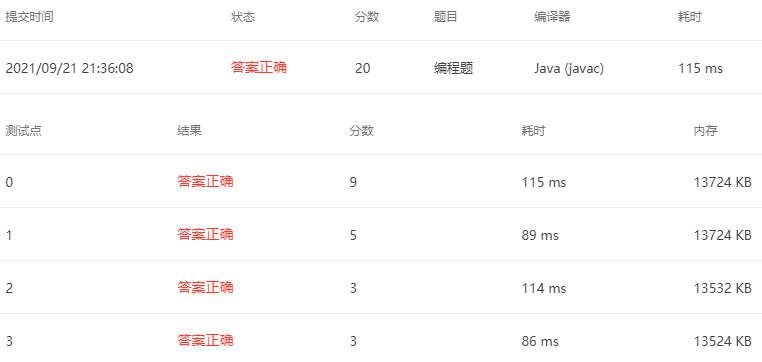 提交时间 状态 分数 题目 编译器 耗时
2021/09/21 21:36:08 答案正确 20 编程题 Java (javac) 115 ms
测试点 结果 分数 耗时 内存
0 答案正确 9 115 ms 13724 KB
1 答案正确 5 89 ms 13724 KB
2 答案正确 3 114 ms 13532 KB
3 答案正确 3 86 ms 13524 KB